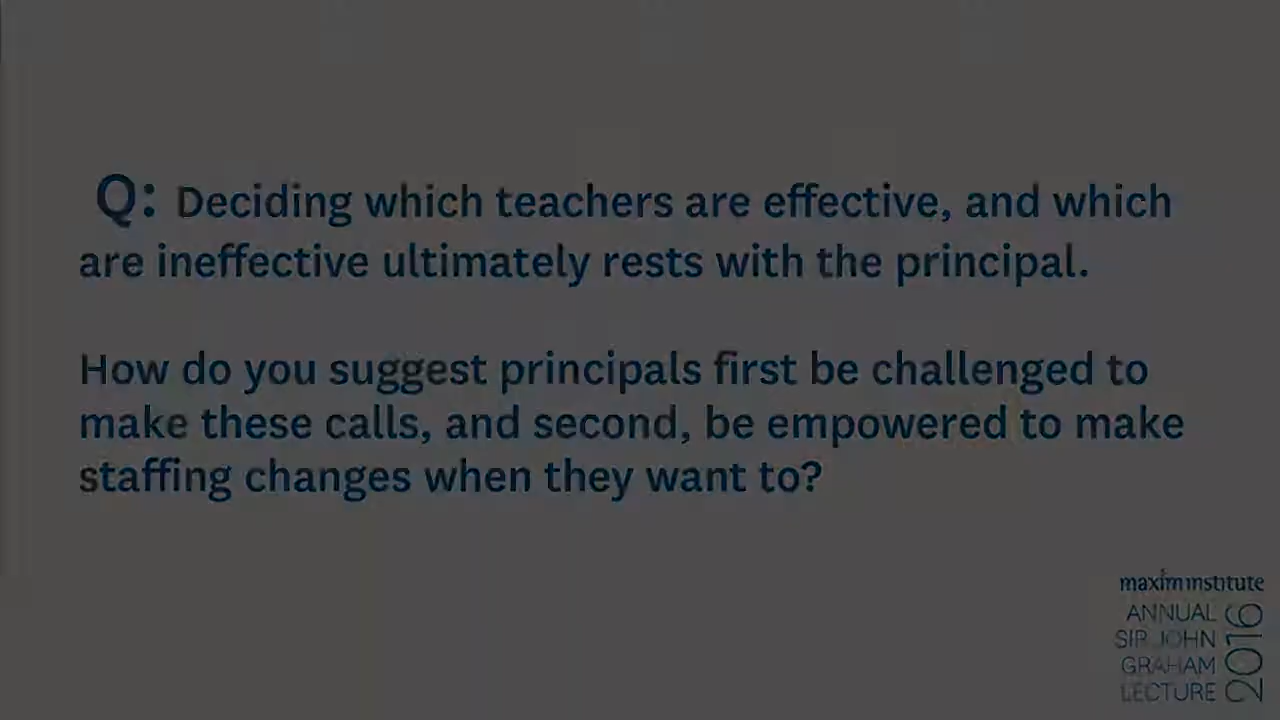 Q: Deciding which teachers are effective, and which
are ineffective ultimately rests with the principal.
How do you suggest principals first be challenged to
make these calls, and second, be empowered to make
staffing changes when they want to?
maxim institute
ANNUAL
SIR JOHN
GRAHAM
LECTURE
2016